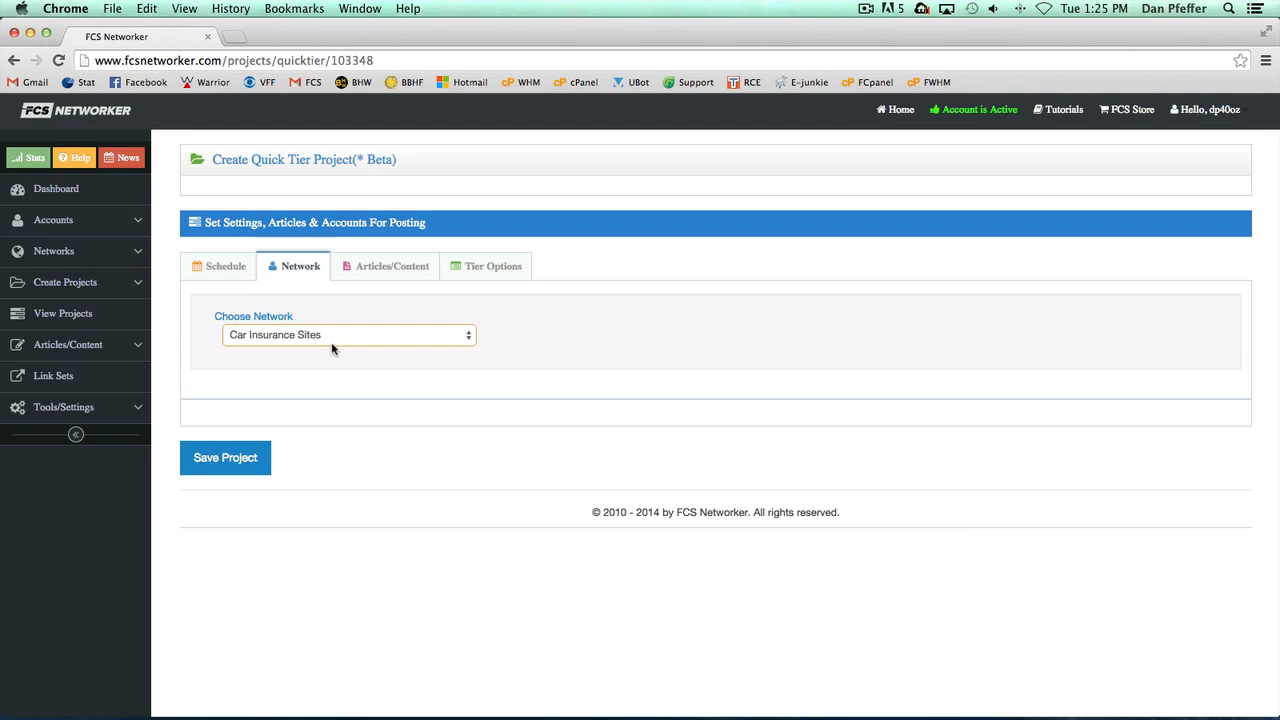 Chrome File Edit View History Bookmarks Window Help 5 Tue 1:25 PM Dan Pfeffer
FCS Networker
www.fcsnetworker.com/projects/quicktier/103348
Gmail Stat Facebook Warrior VFF FCS BHW BBHF Hotmail cP WHM cP cPanel UBot Support RCE E-junkie cP FCpanel cP FWHM
FCS NETWORKER Home Account is Active Tutorials FCS Store Hello, dp40oz
Stats Help News
Dashboard
Accounts
Networks
Create Projects
View Projects
Articles/Content
Link Sets
Tools/Settings
Create Quick Tier Project(* Beta)
Set Settings, Articles & Accounts For Posting
Schedule Network Articles/Content Tier Options
Choose Network
Car Insurance Sites
Save Project
© 2010 - 2014 by FCS Networker. All rights reserved.